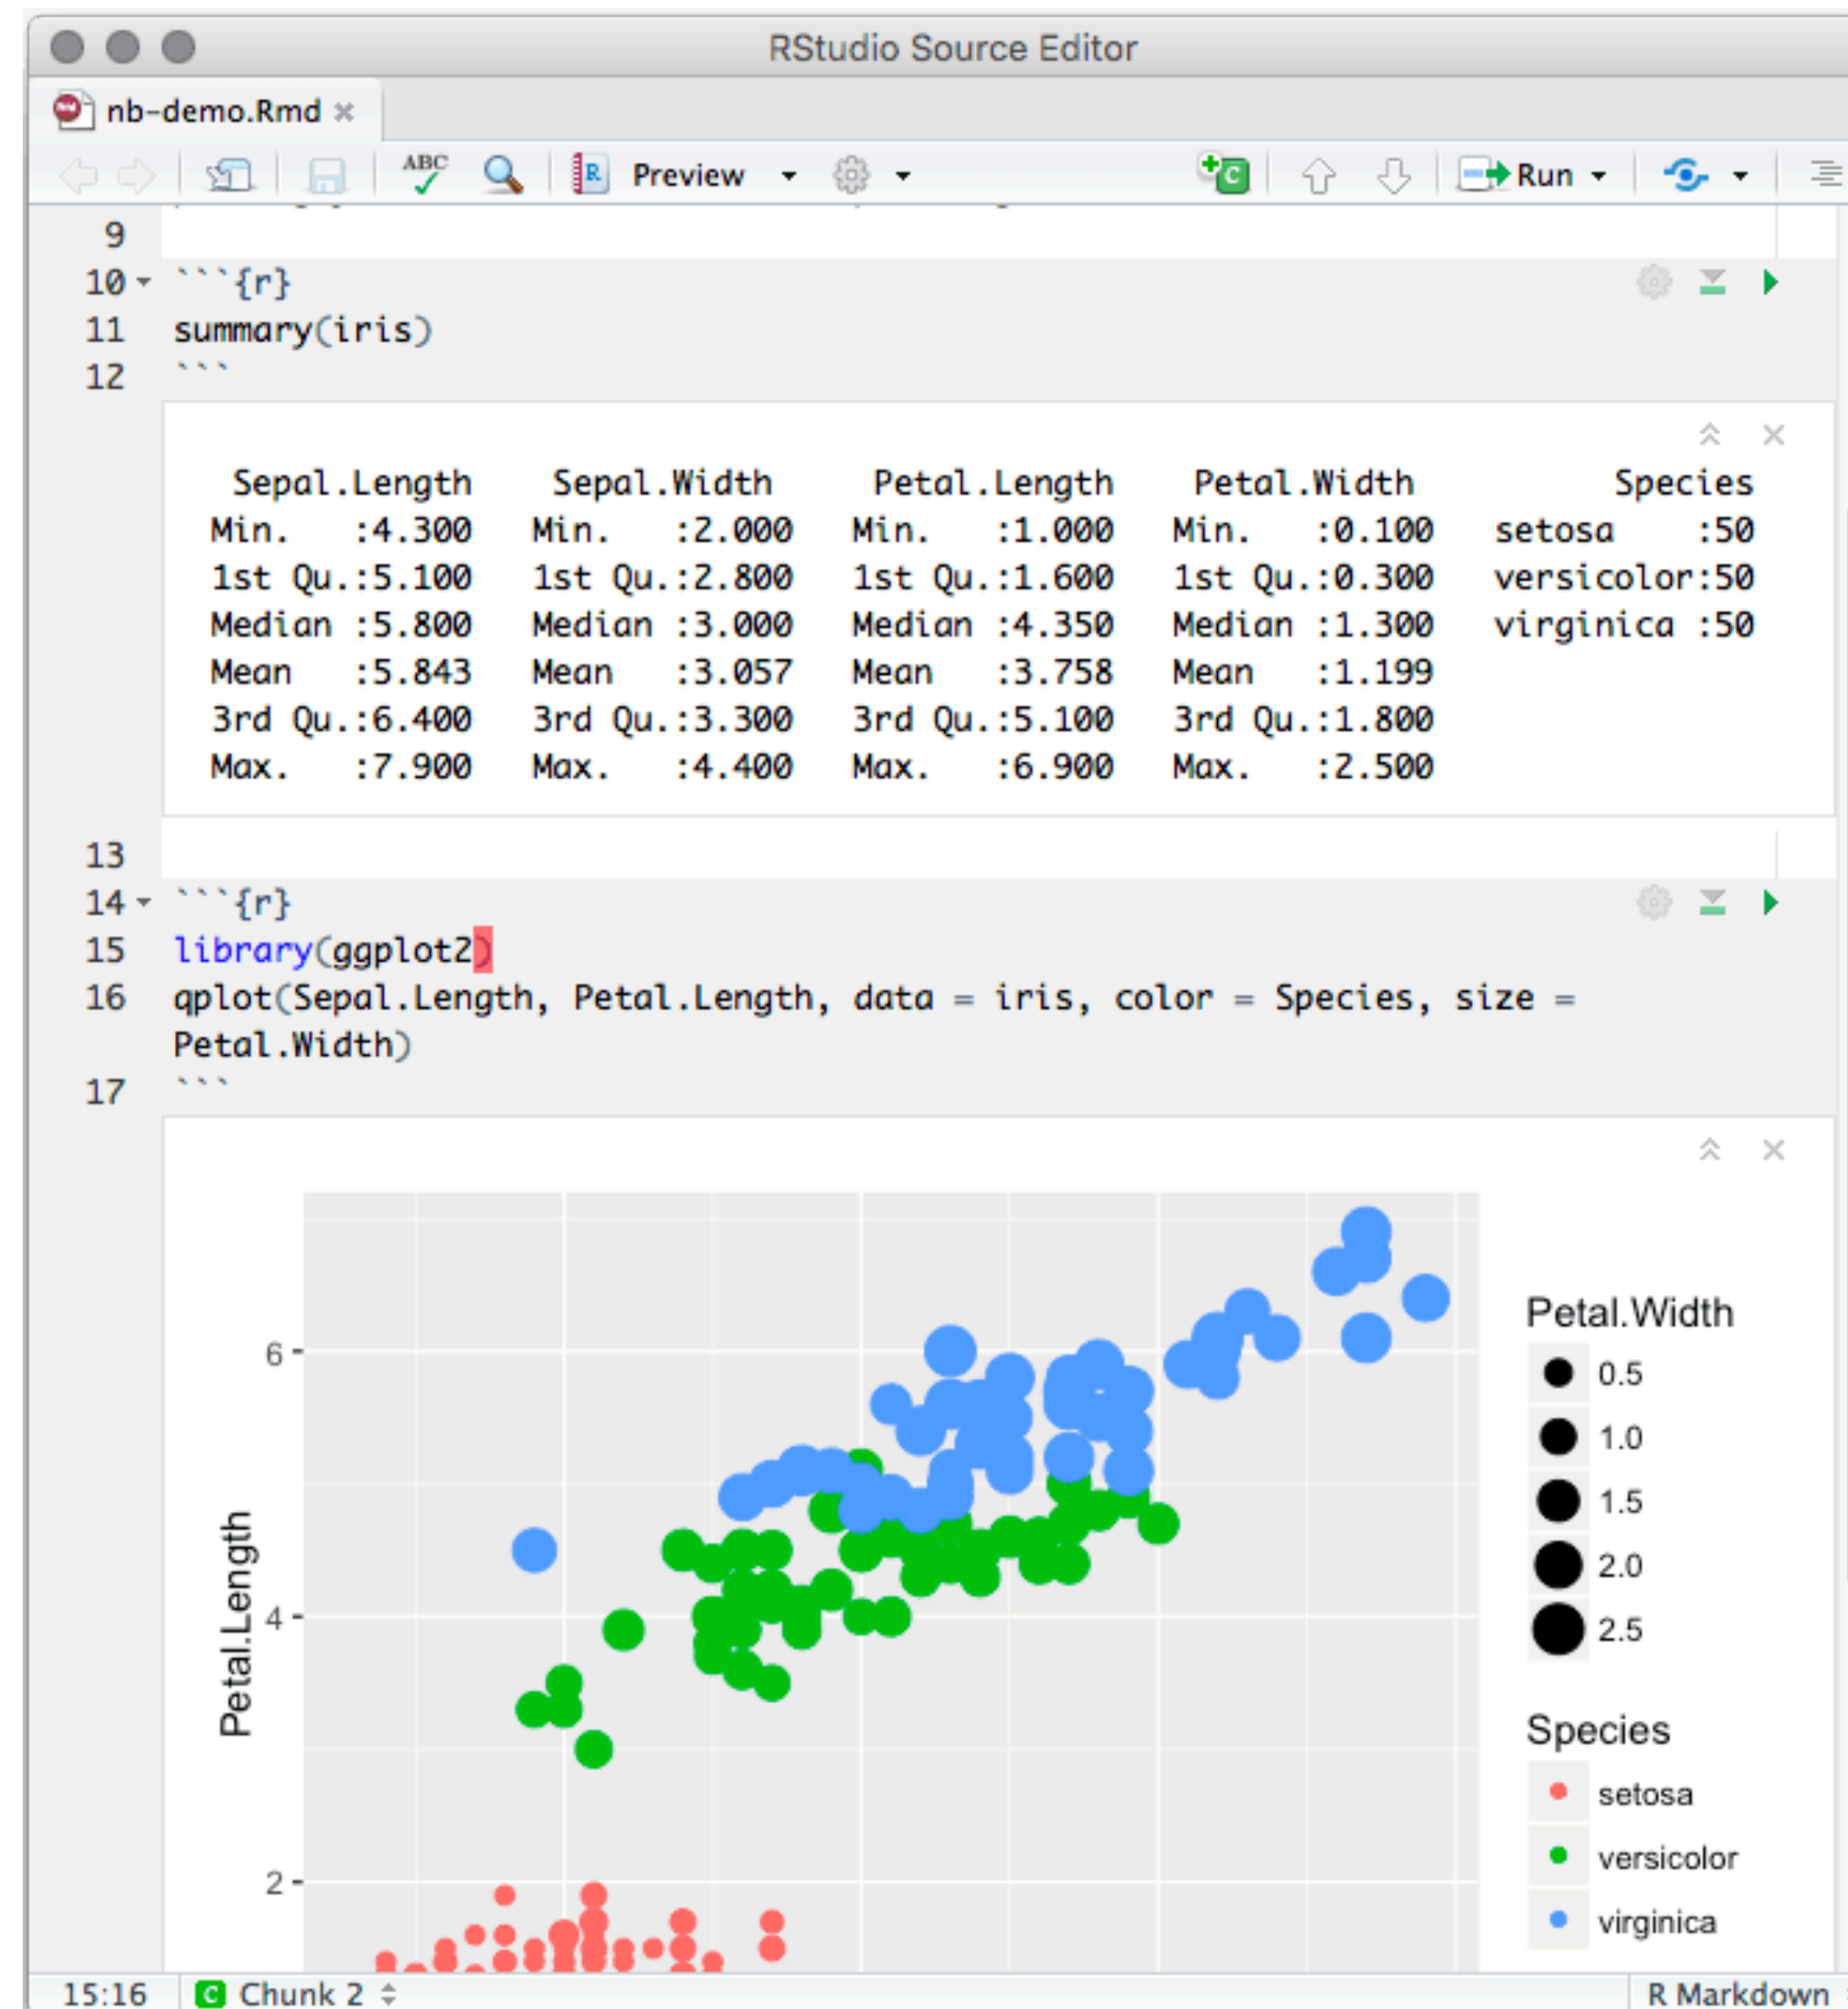 RStudio Source Editor
nb-demo.Rmd
ABC Preview C Run
9
10 ```{r}
11 summary(iris)
12 ```
Sepal.Length Sepal.Width Petal.Length Petal.Width Species
Min. :4.300 Min. :2.000 Min. :1.000 Min. :0.100 setosa :50
1st Qu.:5.100 1st Qu.:2.800 1st Qu.:1.600 1st Qu.:0.300 versicolor:50
Median :5.800 Median :3.000 Median :4.350 Median :1.300 virginica :50
Mean :5.843 Mean :3.057 Mean :3.758 Mean :1.199
3rd Qu.:6.400 3rd Qu.:3.300 3rd Qu.:5.100 3rd Qu.:1.800
Max. :7.900 Max. :4.400 Max. :6.900 Max. :2.500
13
14 ```{r}
15 library(ggplot2)
16 qplot(Sepal.Length, Petal.Length, data = iris, color = Species, size =
Petal.Width)
17 ```
Petal.Length
6
4
2
Petal.Width
0.5
1.0
1.5
2.0
2.5
Species
setosa
versicolor
virginica
15:16 C Chunk 2 R Markdown